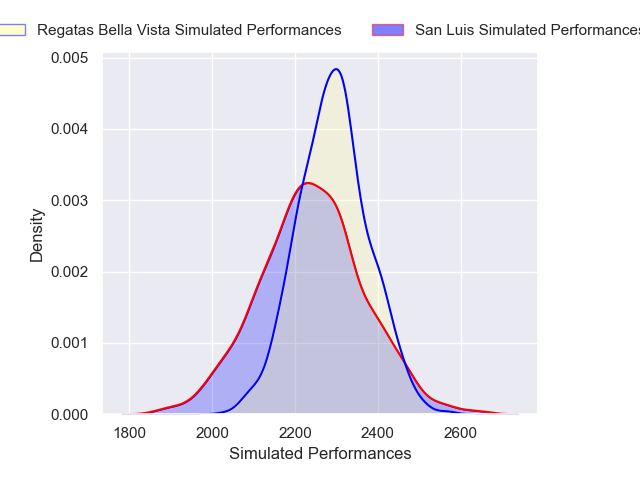 Regatas Bella Vista Simulated Performances
San Luis Simulated Performances
0.005
0.004
0.003
0.002
0.001
0.000
Density
1800 2000 2200 2400 2600
Simulated Performances